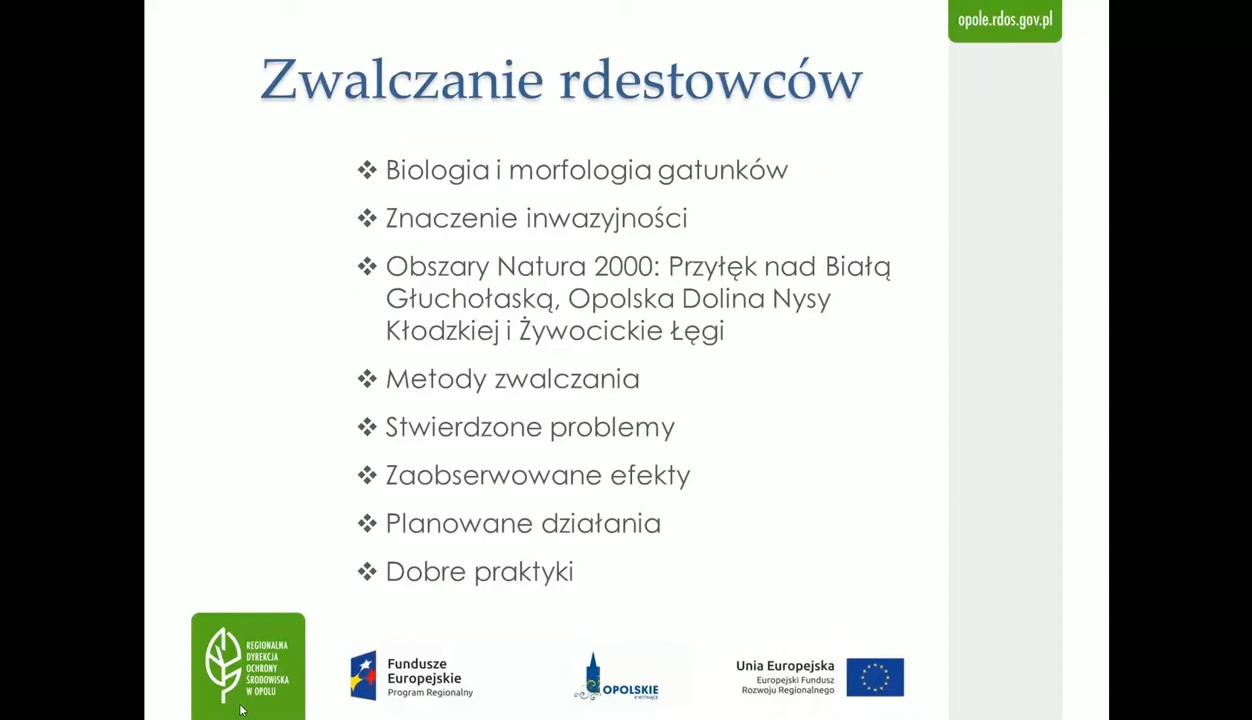 opole.rdos.gov.pl
Zwalczanie rdestowców
❖ Biologia i morfologia gatunków
❖ Znaczenie inwazyjności
❖ Obszary Natura 2000: Przyłęk nad Białą
Głuchołaską, Opolska Dolina Nysy
Kłodzkiej i Żywocickie Łęgi
❖ Metody zwalczania
❖ Stwierdzone problemy
❖ Zaobserwowane efekty
❖ Planowane działania
❖ Dobre praktyki
REGIONALNA
DYREKCJA
OCHRONY
ŚRODOWISKA
W OPOLU
Fundusze
Europejskie
Program Regionalny
OPOLSKIE
Unia Europejska
Europejski Fundusz
Rozwoju Regionalnego